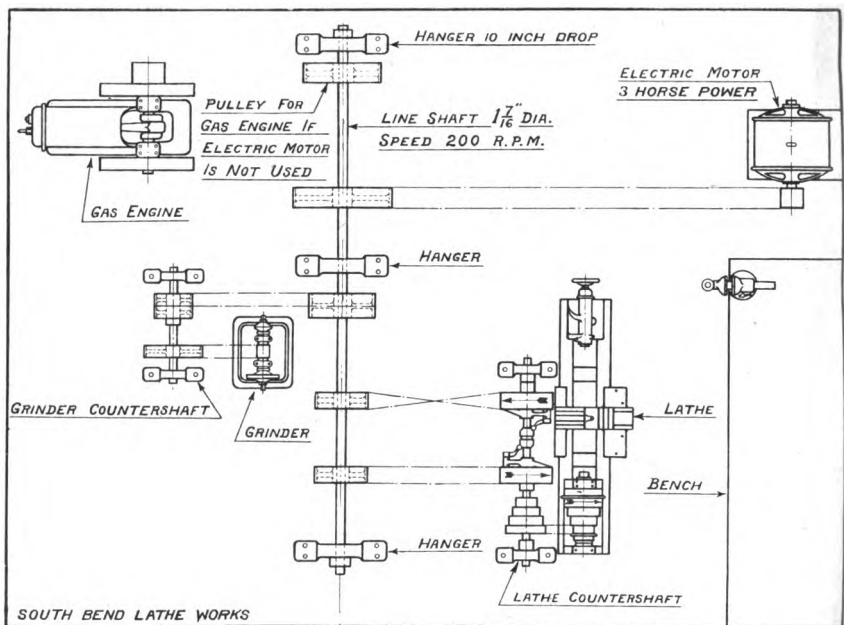 HANGER 10 INCH DROP
ELECTRIC MOTOR
3 HORSE POWER
PULLEY FOR
GAS ENGINE IF
ELECTRIC MOTOR
IS NOT USED
LINE SHAFT 1 7/16" DIA.
SPEED 200 R.P.M.
GAS ENGINE
HANGER
GRINDER COUNTERSHAFT
GRINDER
LATHE
BENCH
HANGER
LATHE COUNTERSHAFT
SOUTH BEND LATHE WORKS